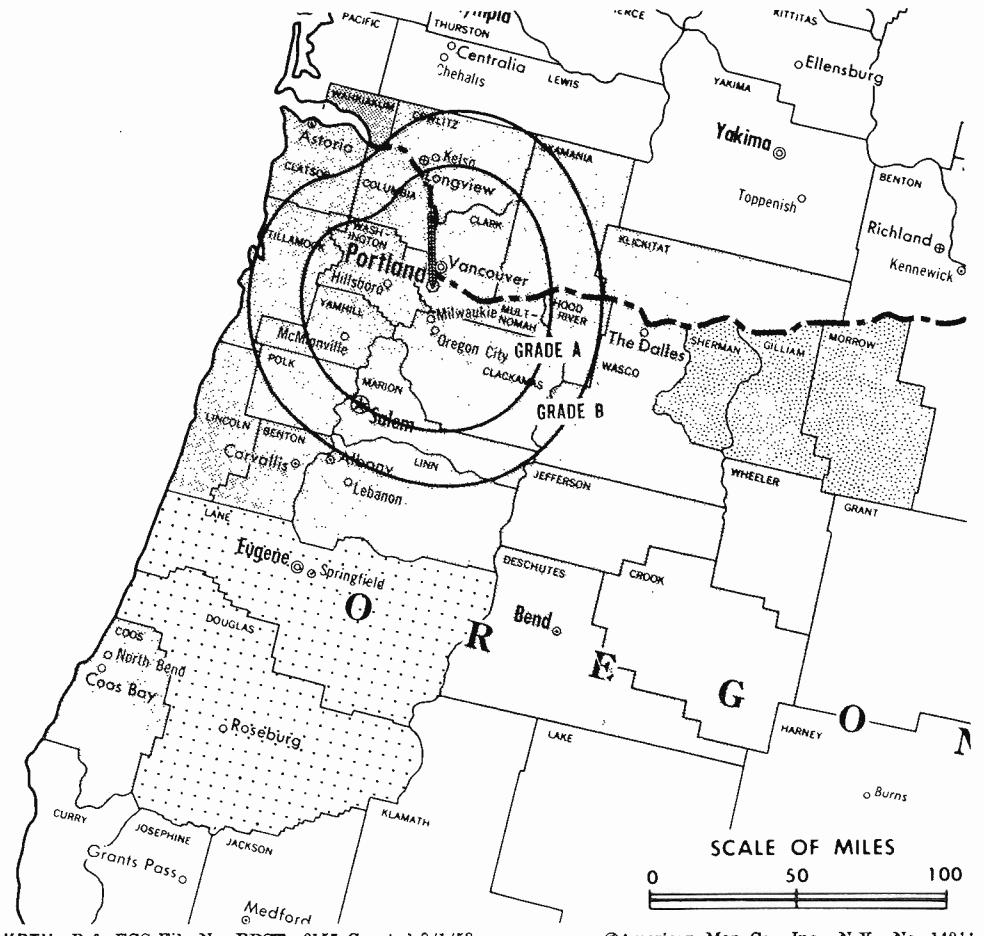 PACIFIC
THURSTON
KITTITAS
Centralia
Chehalis
LEWIS
YAKIMA
Ellensburg
WAHKIAKUM
COWLITZ
SKAMANIA
Yakima
Astoria
Kelso
Longview
CLATSOP
COLUMBIA
Toppenish
BENTON
CLARK
KLICKITAT
Richland
Kennewick
TILLAMOOK
WASH-
INGTON
Portland
Vancouver
Hillsboro
YAMHILL
Milwaukie
MULT-
NOMAH
HOOD
RIVER
McMinnville
Oregon City
GRADE A
The Dalles
SHERMAN
GILLIAM
MORROW
POLK
CLACKAMAS
WASCO
MARION
GRADE B
Salem
LINCOLN
BENTON
Corvallis
Albany
LINN
Lebanon
JEFFERSON
WHEELER
GRANT
LANE
Eugene
Springfield
DESCHUTES
CROOK
Bend
O R E G O N
DOUGLAS
COOS
North Bend
Coos Bay
Roseburg
LAKE
HARNEY
Burns
CURRY
JOSEPHINE
JACKSON
KLAMATH
Grants Pass
Medford
SCALE OF MILES
0 50 100